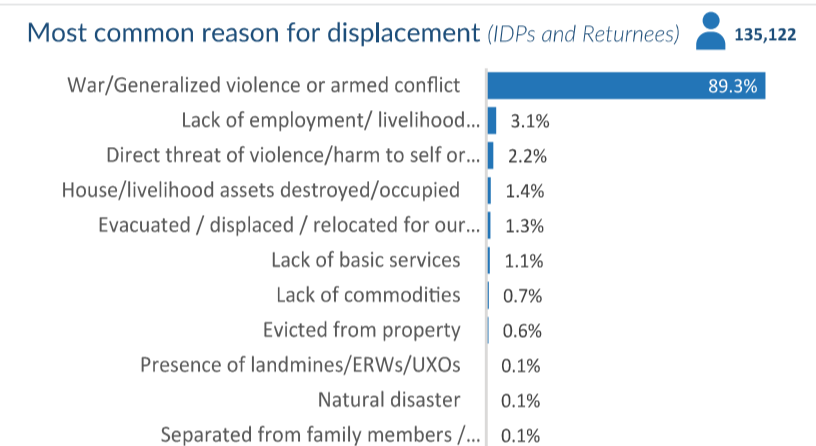 Most common reason for displacement (IDPs and Returnees) 135,122
War/Generalized violence or armed conflict 89.3%
Lack of employment/ livelihood... 3.1%
Direct threat of violence/harm to self or... 2.2%
House/livelihood assets destroyed/occupied 1.4%
Evacuated / displaced / relocated for our... 1.3%
Lack of basic services 1.1%
Lack of commodities 0.7%
Evicted from property 0.6%
Presence of landmines/ERWs/UXOs 0.1%
Natural disaster 0.1%
Separated from family members /... 0.1%